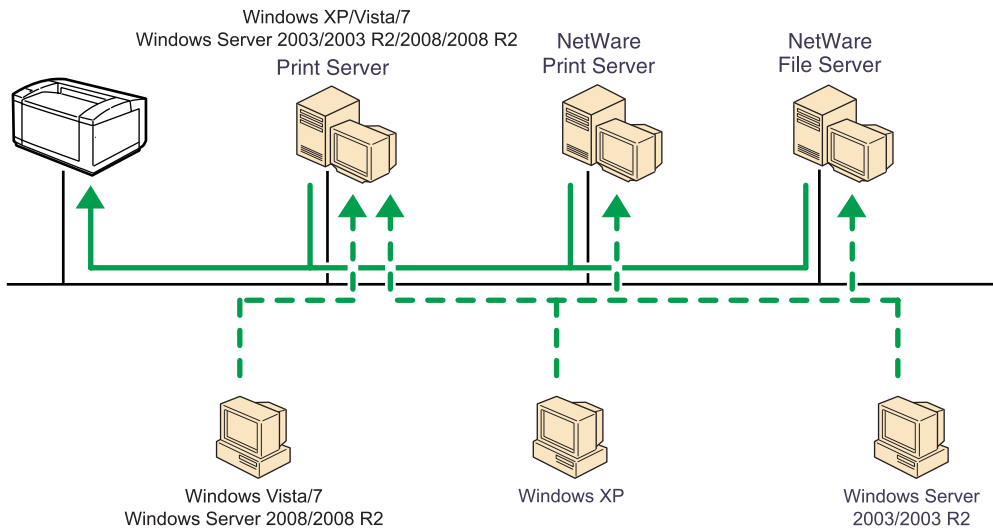 Windows XP/Vista/7
Windows Server 2003/2003 R2/2008/2008 R2
Print Server
NetWare
Print Server
NetWare
File Server
Windows Vista/7
Windows Server 2008/2008 R2
Windows XP
Windows Server
2003/2003 R2